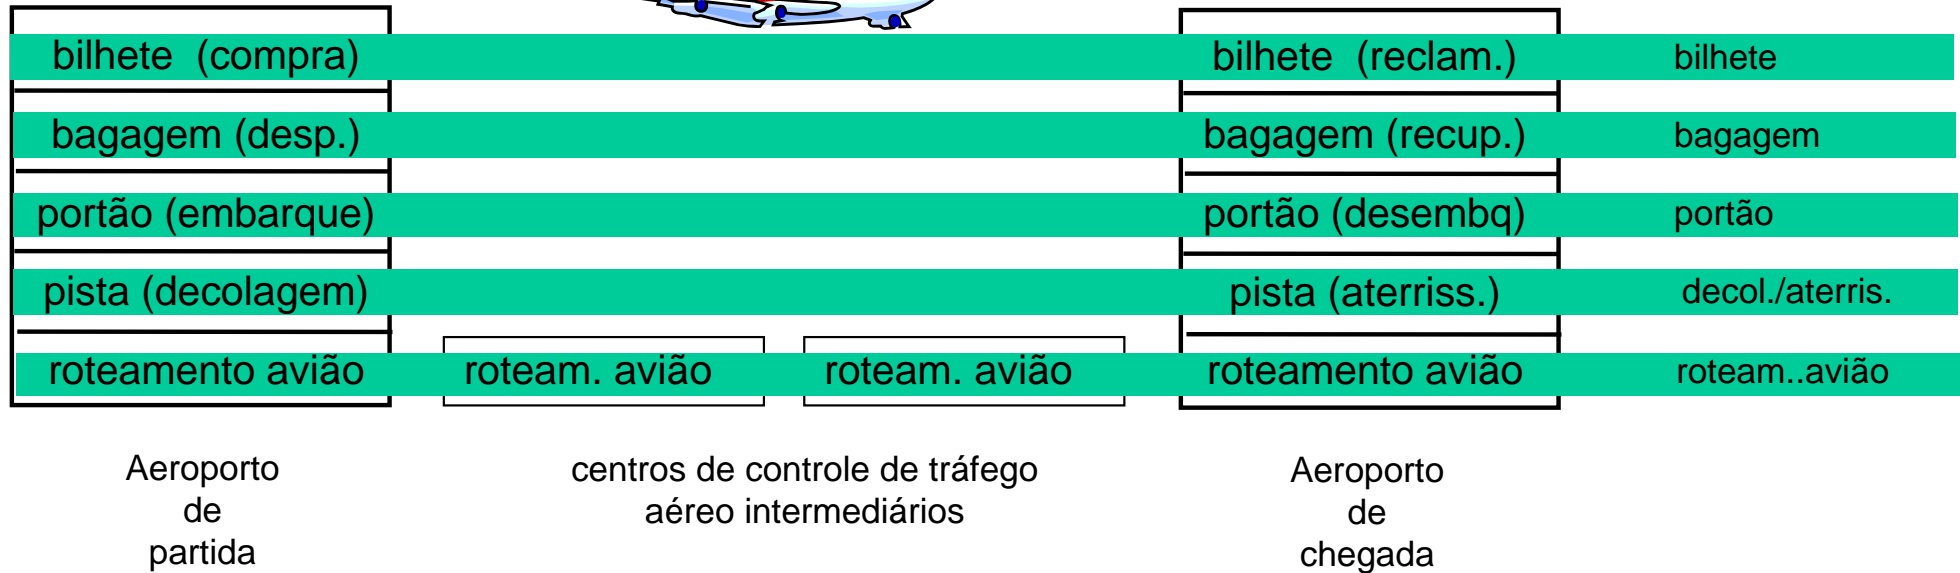 bilhete (compra)
bilhete (reclam.)
bilhete
bagagem (desp.)
bagagem (recup.)
bagagem
portão (embarque)
portão (desembq)
portão
pista (decolagem)
pista (aterriss.)
decol./aterris.
roteamento avião
roteam. avião
roteam. avião
roteamento avião
roteam..avião
Aeroporto
de
partida
centros de controle de tráfego
aéreo intermediários
Aeroporto
de
chegada